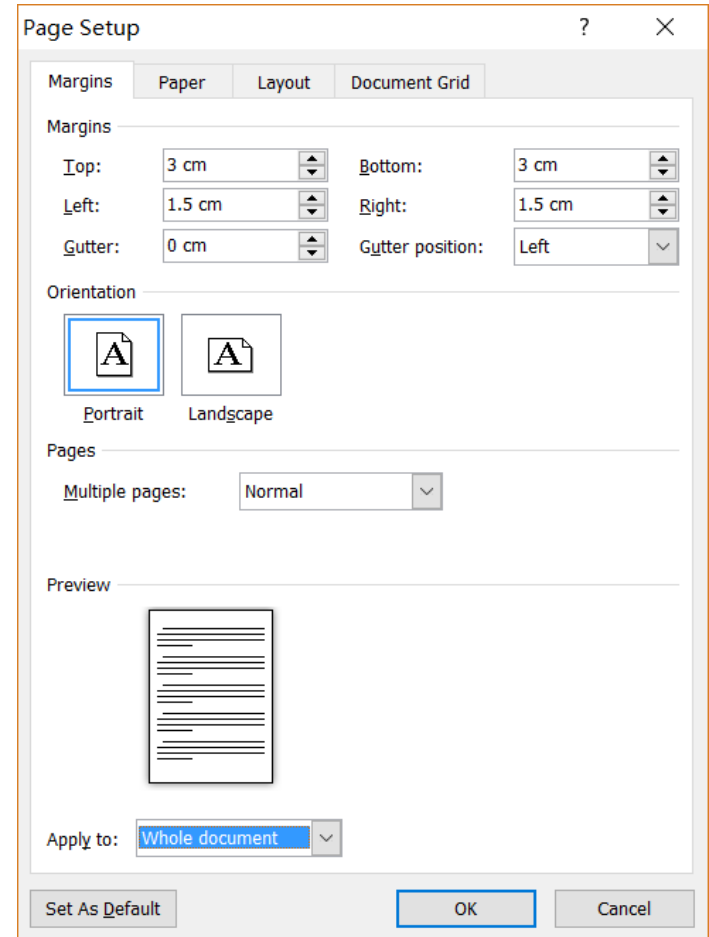 Page Setup ?
Margins Paper Layout Document Grid
Margins
Top: 3 cm Bottom: 3 cm
Left: 1.5 cm Right: 1.5 cm
Gutter: 0 cm Gutter position: Left
Orientation
A A
Portrait Landscape
Pages
Multiple pages: Normal
Preview
Apply to: Whole document
Set As Default OK Cancel